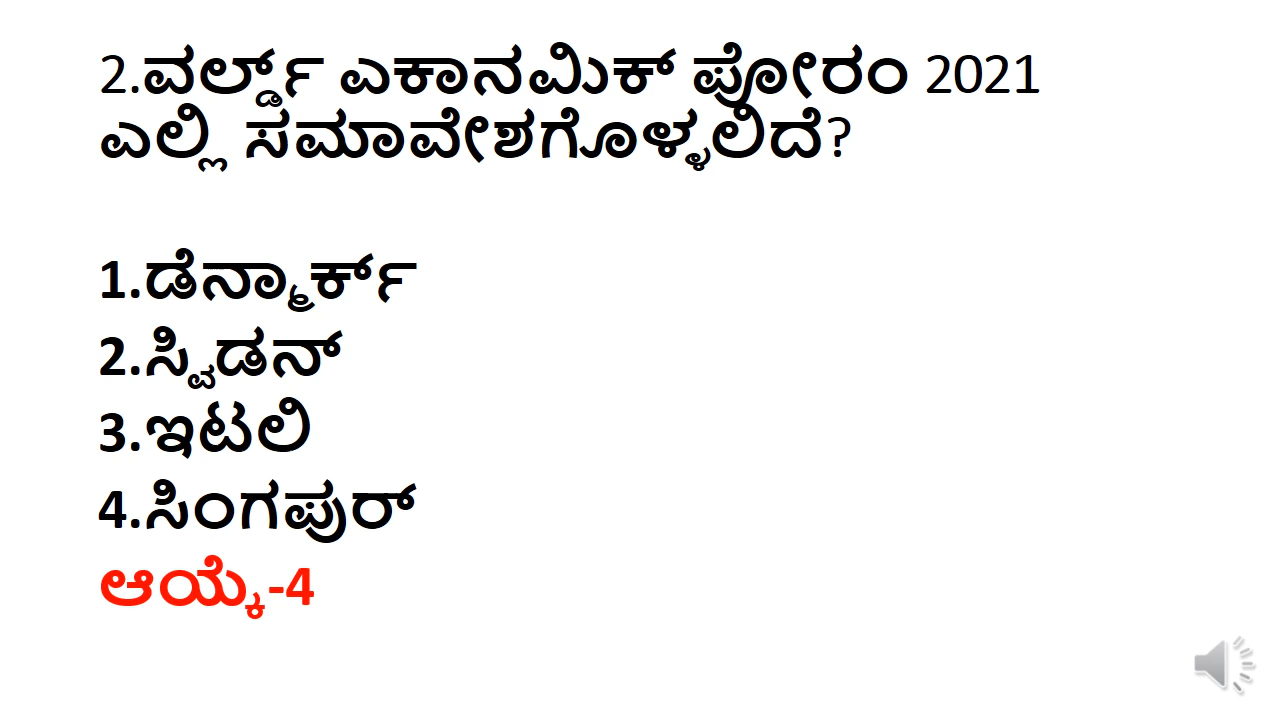 2.ವರ್ಲ್ಡ್ ಎಕಾನಮಿಕ್ ಪೋರಂ 2021
ಎಲ್ಲಿ ಸಮಾವೇಶಗೊಳ್ಳಲಿದೆ?
1.ಡೆನ್ಮಾರ್ಕ್
2.ಸ್ವಿಡನ್
3.ಇಟಲಿ
4.ಸಿಂಗಪುರ್
ಆಯ್ಕೆ-4